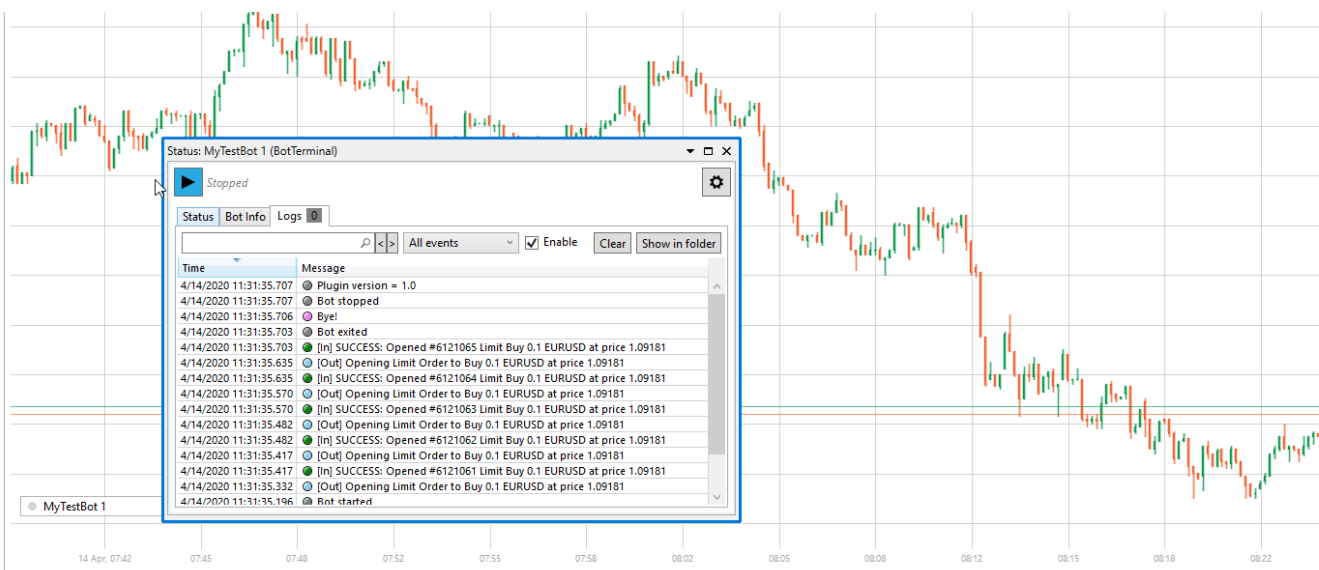 Status: MyTestBot 1 (BotTerminal)
Stopped
Status Bot Info Logs 0
< > All events Enable Clear Show in folder
Time Message
4/14/2020 11:31:35.707 Plugin version = 1.0
4/14/2020 11:31:35.707 Bot stopped
4/14/2020 11:31:35.706 Bye!
4/14/2020 11:31:35.703 Bot exited
4/14/2020 11:31:35.703 [In] SUCCESS: Opened #6121065 Limit Buy 0.1 EURUSD at price 1.09181
4/14/2020 11:31:35.635 [Out] Opening Limit Order to Buy 0.1 EURUSD at price 1.09181
4/14/2020 11:31:35.635 [In] SUCCESS: Opened #6121064 Limit Buy 0.1 EURUSD at price 1.09181
4/14/2020 11:31:35.570 [Out] Opening Limit Order to Buy 0.1 EURUSD at price 1.09181
4/14/2020 11:31:35.570 [In] SUCCESS: Opened #6121063 Limit Buy 0.1 EURUSD at price 1.09181
4/14/2020 11:31:35.482 [Out] Opening Limit Order to Buy 0.1 EURUSD at price 1.09181
4/14/2020 11:31:35.482 [In] SUCCESS: Opened #6121062 Limit Buy 0.1 EURUSD at price 1.09181
4/14/2020 11:31:35.417 [Out] Opening Limit Order to Buy 0.1 EURUSD at price 1.09181
4/14/2020 11:31:35.417 [In] SUCCESS: Opened #6121061 Limit Buy 0.1 EURUSD at price 1.09181
4/14/2020 11:31:35.332 [Out] Opening Limit Order to Buy 0.1 EURUSD at price 1.09181
4/14/2020 11:31:35.196 Bot started
MyTestBot 1
14 Apr, 07:42 07:45 07:48 07:52 07:55 07:58 08:02 08:05 08:08 08:12 08:15 08:18 08:22